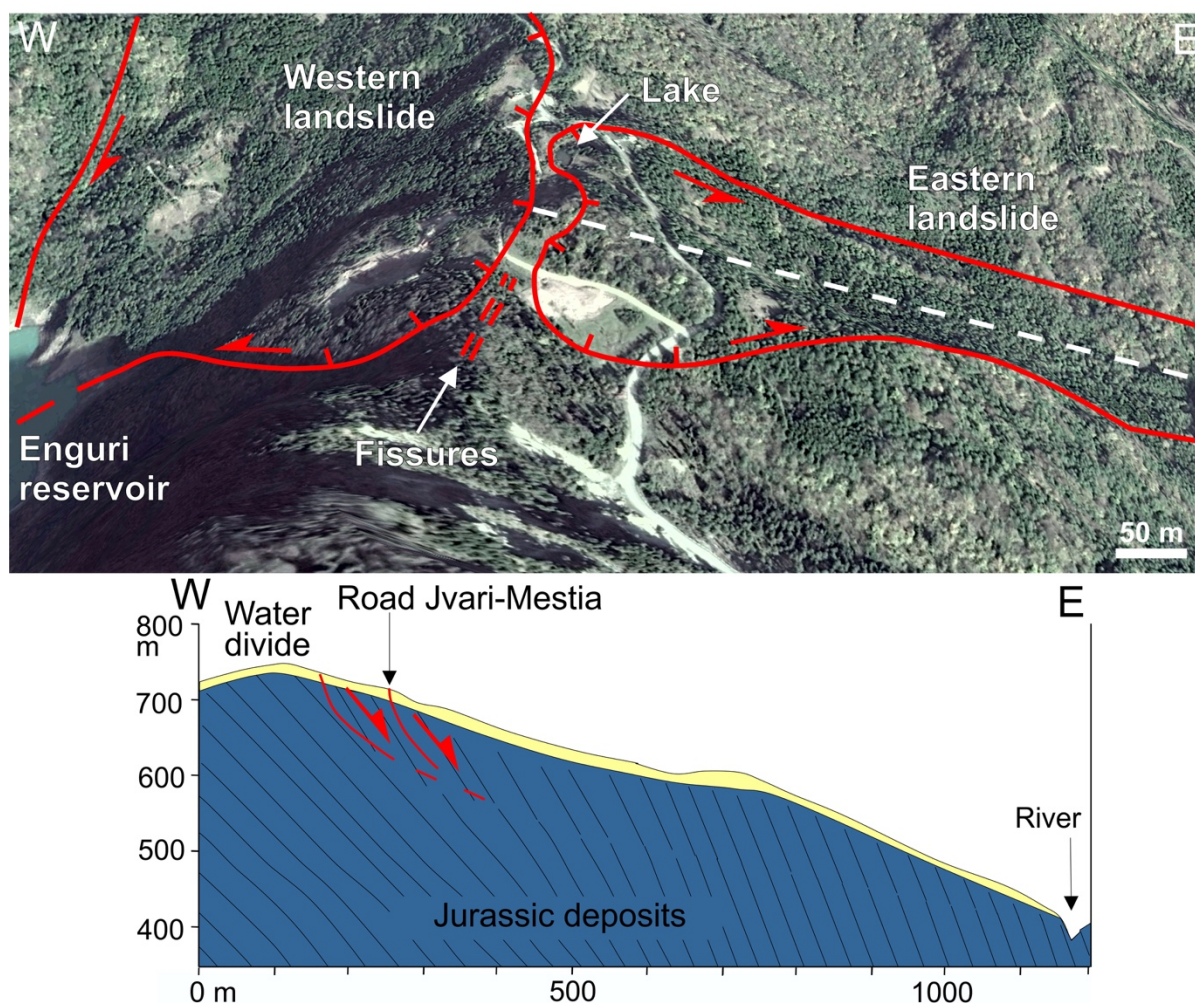 W
E
Western
landslide
Lake
Eastern
landslide
Enguri
reservoir
Fissures
50 m
W
E
Road Jvari-Mestia
Water
divide
800
m
700
600
500
400
River
Jurassic deposits
0 m
500
1000